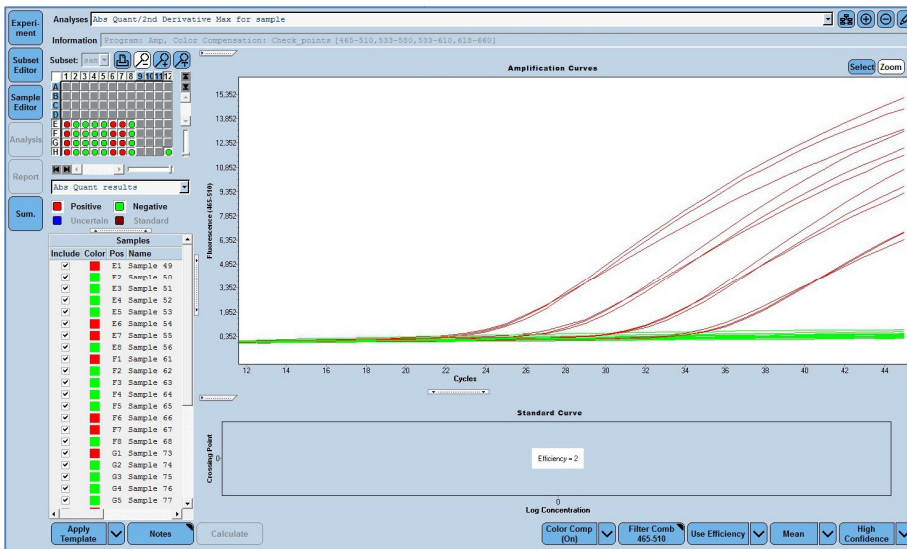 Experi-
ment
Subset
Editor
Sample
Editor
Analysis
Report
Sum.
Analyses Abs Quant/2nd Derivative Max for sample
Information Program: Amp, Color Compensation: Check_points [465-510,533-580,533-610,618-660]
Subset:
1 2 3 4 5 6 7 8 9 10 11 12
A
B
C
D
E
F
G
H
Abs Quant results
Positive Negative
Uncertain Standard
Samples
Include Color Pos Name
E1 Sample 49
E2 Sample 50
E3 Sample 51
E4 Sample 52
E5 Sample 53
E6 Sample 54
E7 Sample 55
E8 Sample 56
F1 Sample 61
F2 Sample 62
F3 Sample 63
F4 Sample 64
F5 Sample 65
F6 Sample 66
F7 Sample 67
F8 Sample 68
G1 Sample 73
G2 Sample 74
G3 Sample 75
G4 Sample 76
G5 Sample 77
Amplification Curves
Select Zoom
Fluorescence (465-510)
15,352
13,852
12,352
10,852
9,352
7,852
6,352
4,852
3,352
1,852
0,352
12 14 16 18 20 22 24 26 28 30 32 34 36 38 40 42 44
Cycles
Standard Curve
Crossing Point
0
Efficiency = 2
0
Log Concentration
Apply
Template
Notes
Calculate
Color Comp
(On)
Filter Comb
465-510
Use Efficiency
Mean
High
Confidence